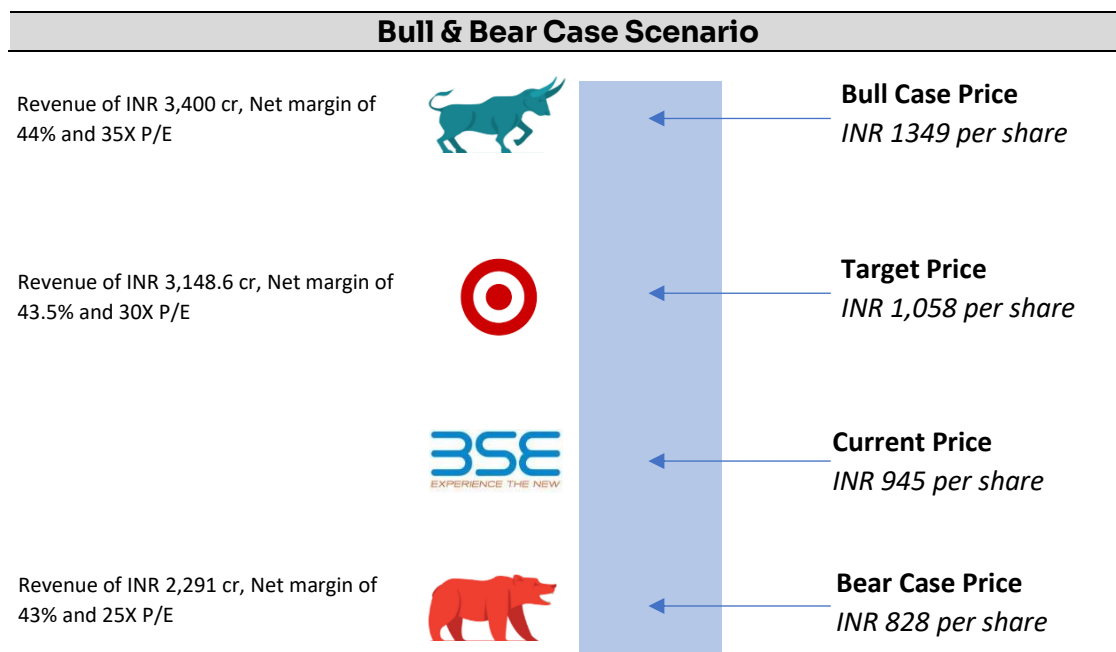 Bull & Bear Case Scenario
Revenue of INR 3,400 cr, Net margin of
44% and 35X P/E
Bull Case Price
INR 1349 per share
Revenue of INR 3,148.6 cr, Net margin of
43.5% and 30X P/E
Target Price
INR 1,058 per share
BSE
EXPERIENCE THE NEW
Current Price
INR 945 per share
Revenue of INR 2,291 cr, Net margin of
43% and 25X P/E
Bear Case Price
INR 828 per share